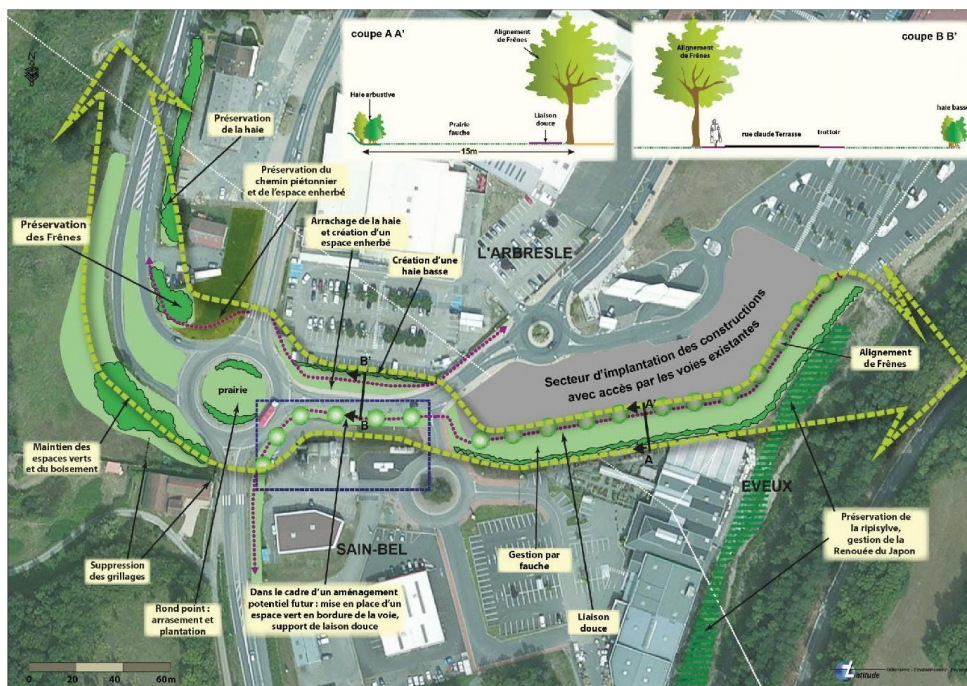 coupe A A'
Alignement
de Frênes
Haie arbustive
Prairie
fauche
Liaison
douce
15m
coupe B B'
Alignement
de Frênes
rue claude Terrasse
trottoir
haie basse
N
Préservation
de la haie
Préservation du
chemin piétonnier
et de l'espace enherbé
Préservation
des Frênes
Arrachage de la haie
et création d'un
espace enherbé
Création d'une
haie basse
L'ARBRESLE
Secteur d'implantation des constructions
avec accès par les voies existantes
Alignement
de Frênes
prairie
B'
B
A'
A
Maintien des
espaces verts
et du boisement
EVEUX
SAIN-BEL
Suppression
des grillages
Rond point :
arrasement et
plantation
Dans le cadre d'un aménagement
potentiel futur : mise en place d'un
espace vert en bordure de la voie,
support de laison douce
Gestion par
fauche
Liaison
douce
Préservation de
la ripisylve,
gestion de la
Renouée du Japon
0 20 60m
Latitude